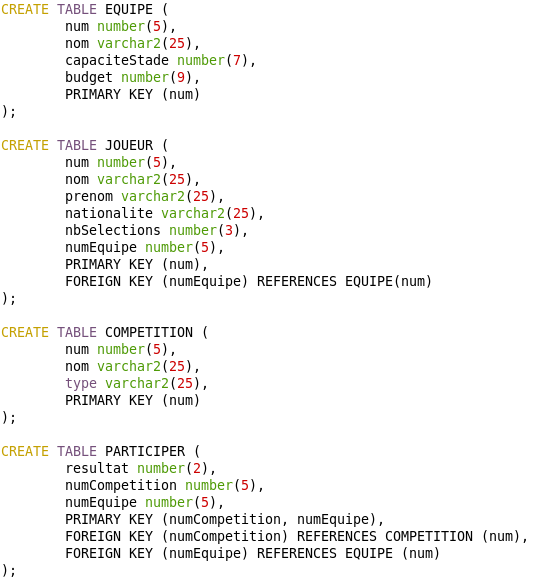 CREATE TABLE EQUIPE (
num number(5),
nom varchar2(25),
capaciteStade number(7),
budget number(9),
PRIMARY KEY (num)
);
CREATE TABLE JOUEUR (
num number(5),
nom varchar2(25),
prenom varchar2(25),
nationalite varchar2(25),
nbSelections number(3),
numEquipe number(5),
PRIMARY KEY (num),
FOREIGN KEY (numEquipe) REFERENCES EQUIPE(num)
);
CREATE TABLE COMPETITION (
num number(5),
nom varchar2(25),
type varchar2(25),
PRIMARY KEY (num)
);
CREATE TABLE PARTICIPER (
resultat number(2),
numCompetition number(5),
numEquipe number(5),
PRIMARY KEY (numCompetition, numEquipe),
FOREIGN KEY (numCompetition) REFERENCES COMPETITION (num),
FOREIGN KEY (numEquipe) REFERENCES EQUIPE (num)
);